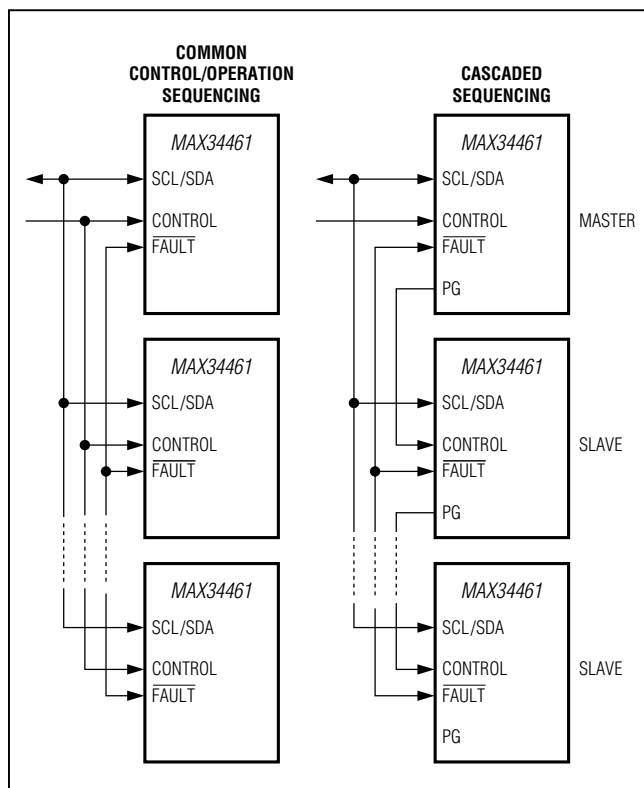 COMMON
CONTROL/OPERATION
SEQUENCING
MAX34461
SCL/SDA
CONTROL
FAULT
MAX34461
SCL/SDA
CONTROL
FAULT
MAX34461
SCL/SDA
CONTROL
FAULT
CASCADED
SEQUENCING
MAX34461
SCL/SDA
CONTROL
MASTER
FAULT
PG
MAX34461
SCL/SDA
CONTROL
SLAVE
FAULT
PG
MAX34461
SCL/SDA
CONTROL
SLAVE
FAULT
PG